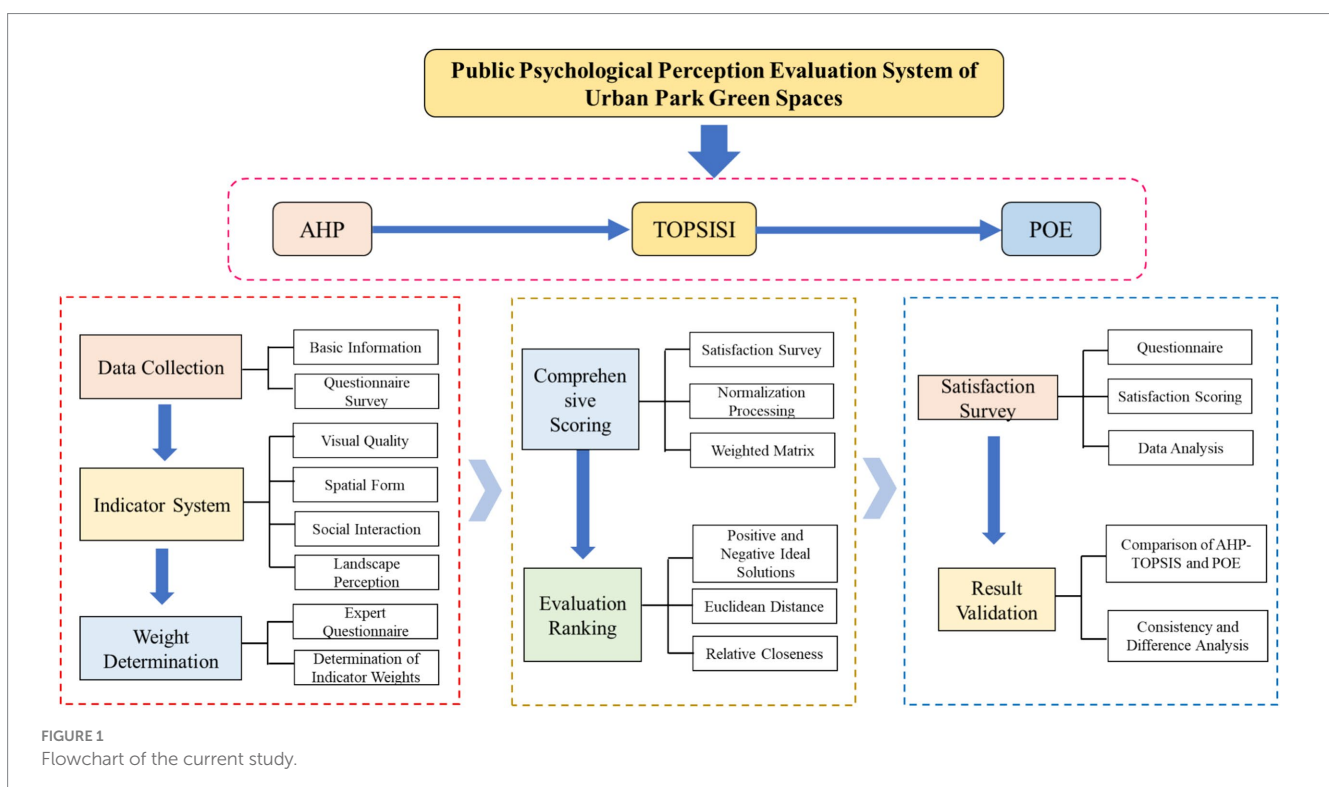 Public Psychological Perception Evaluation System of
Urban Park Green Spaces
AHP
TOPSISI
POE
Data Collection
Basic Information
Questionnaire
Survey
Indicator System
Visual Quality
Spatial Form
Social Interaction
Landscape
Perception
Weight
Determination
Expert
Questionnaire
Determination of
Indicator Weights
Comprehen
sive
Scoring
Satisfaction Survey
Normalization
Processing
Weighted Matrix
Evaluation
Ranking
Positive and
Negative Ideal
Solutions
Euclidean Distance
Relative Closeness
Satisfaction
Survey
Questionnaire
Satisfaction Scoring
Data Analysis
Result
Validation
Comparison of AHP-
TOPSIS and POE
Consistency and
Difference Analysis
FIGURE 1
Flowchart of the current study.